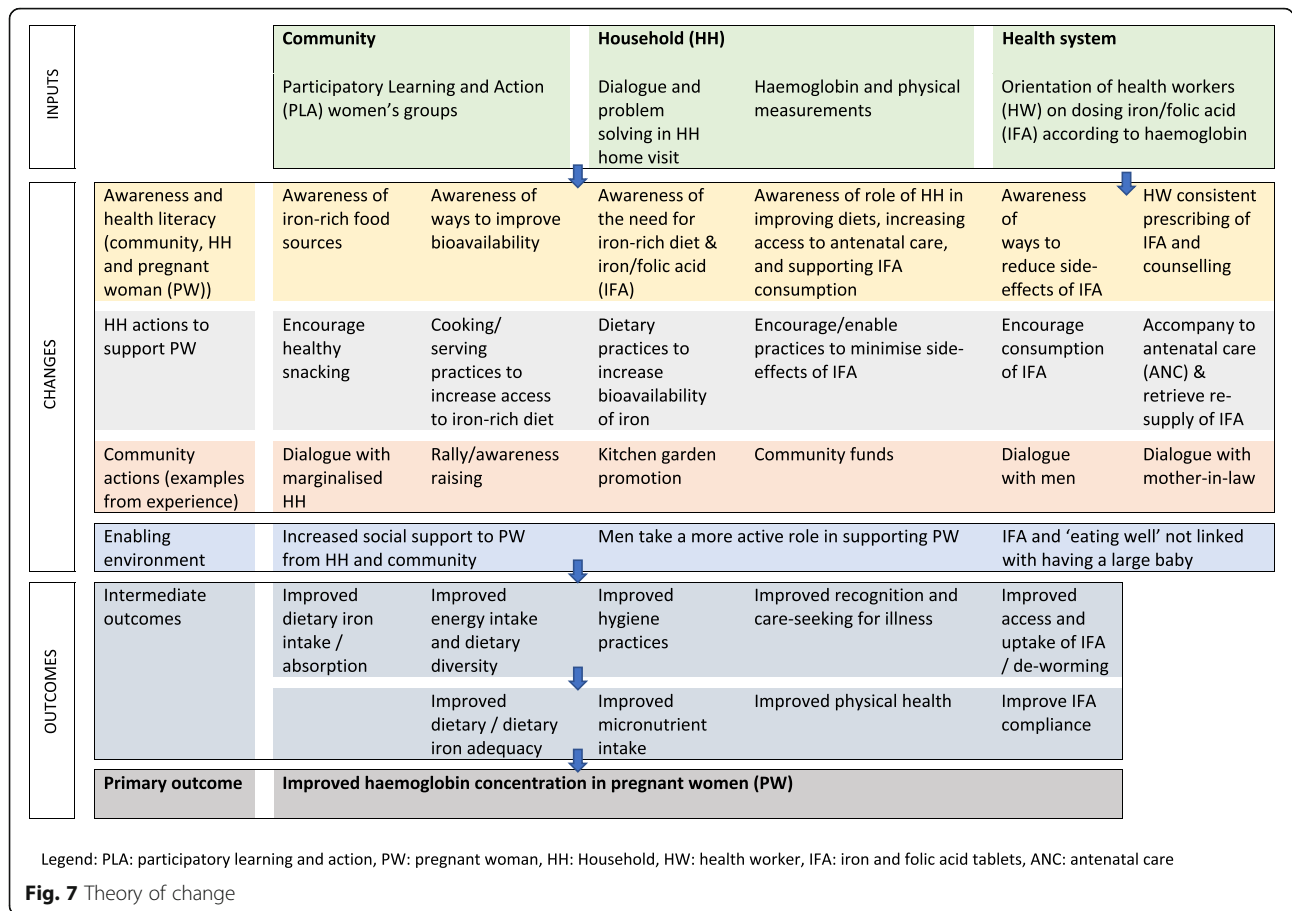 INPUTS
Community
Participatory Learning and Action
(PLA) women's groups
Household (HH)
Dialogue and
problem
solving in HH
home visit
Haemoglobin and physical
measurements
Health system
Orientation of health workers
(HW) on dosing iron/folic acid
(IFA) according to haemoglobin
CHANGES
Awareness and
health literacy
(community, HH
and pregnant
woman (PW))
Awareness of
iron-rich food
sources
Awareness of
ways to improve
bioavailability
Awareness of
the need for
iron-rich diet &
iron/folic acid
(IFA)
Awareness of role of HH in
improving diets, increasing
access to antenatal care,
and supporting IFA
consumption
Awareness
of
ways to
reduce side-
effects of IFA
HW consistent
prescribing of
IFA and
counselling
HH actions to
support PW
Encourage
healthy
snacking
Cooking/
serving
practices to
increase access
to iron-rich diet
Dietary
practices to
increase
bioavailability
of iron
Encourage/enable
practices to minimise side-
effects of IFA
Encourage
consumption
of IFA
Accompany to
antenatal care
(ANC) &
retrieve re-
supply of IFA
Community
actions (examples
from experience)
Dialogue with
marginalised
HH
Rally/awareness
raising
Kitchen garden
promotion
Community funds
Dialogue
with men
Dialogue with
mother-in-law
Enabling
environment
Increased social support to PW
from HH and community
Men take a more active role in supporting PW
IFA and ‘eating well’ not linked
with having a large baby
OUTCOMES
Intermediate
outcomes
Improved
dietary iron
intake /
absorption
Improved
energy intake
and dietary
diversity
Improved
hygiene
practices
Improved recognition and
care-seeking for illness
Improved
access and
uptake of IFA
/ de-worming
Improved
dietary / dietary
iron adequacy
Improved
micronutrient
intake
Improved physical health
Improve IFA
compliance
Primary outcome
Improved haemoglobin concentration in pregnant women (PW)
Legend: PLA: participatory learning and action, PW: pregnant woman, HH: Household, HW: health worker, IFA: iron and folic acid tablets, ANC: antenatal care
Fig. 7 Theory of change